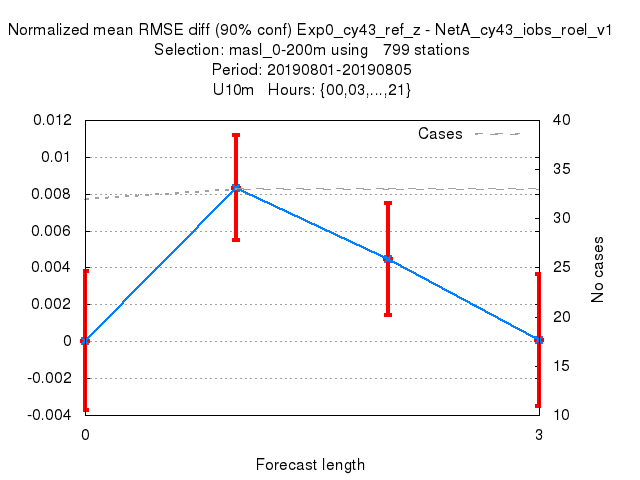 Normalized mean RMSE diff (90% conf) Exp0_cy43_ref_z - NetA_cy43_iobs_roel_v1
Selection: masl_0-200m using 799 stations
Period: 20190801-20190805
U10m Hours: {00,03,...,21}
Cases
0.012
0.01
0.008
0.006
0.004
0.002
0
-0.002
-0.004
40
35
30
25
20
15
10
No cases
0 3
Forecast length